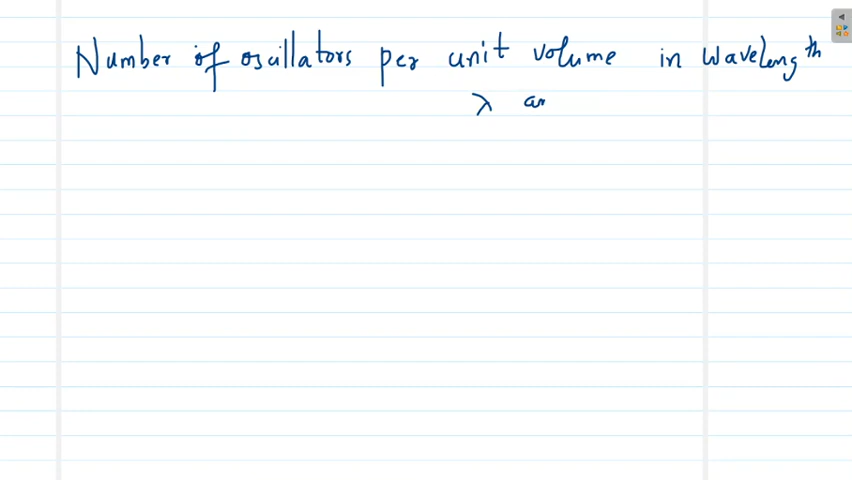 Number of oscillators per unit volume in wavelength
λ an